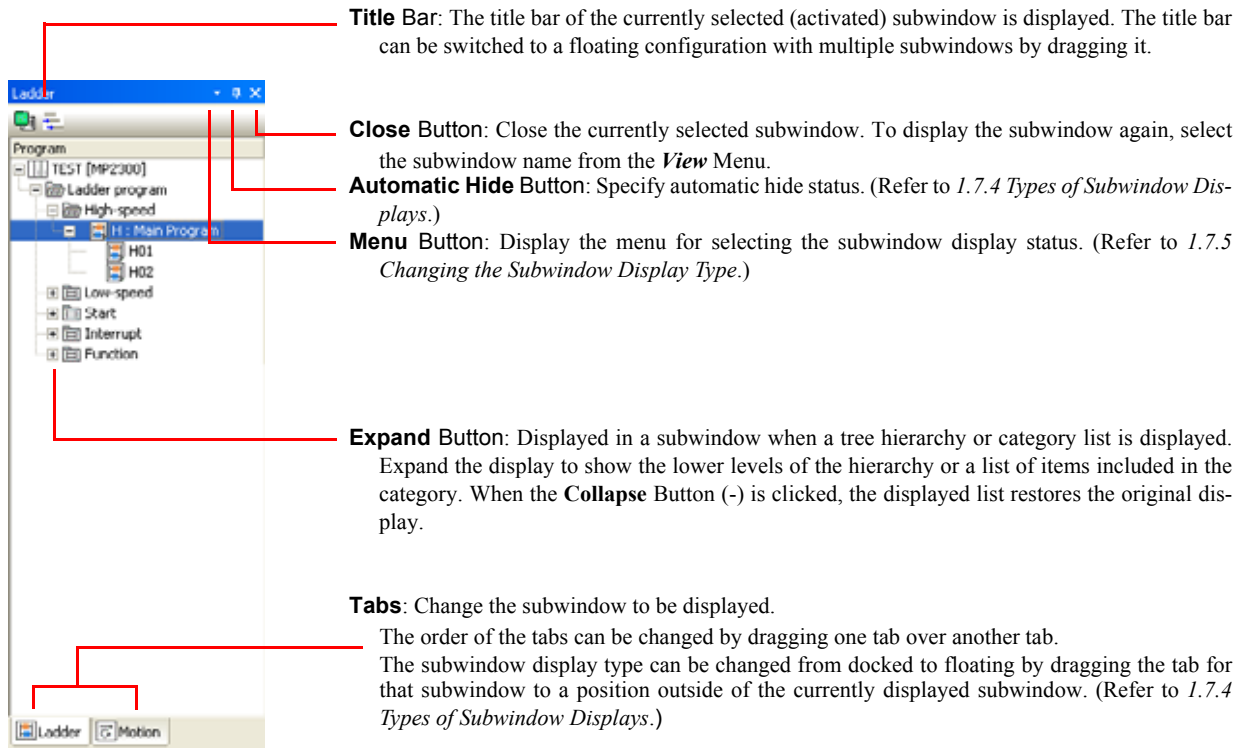 Title Bar: The title bar of the currently selected (activated) subwindow is displayed. The title bar
can be switched to a floating configuration with multiple subwindows by dragging it.
Ladder
Program
TEST [MP2300]
Ladder program
High-speed
H : Main Program
H01
H02
Low-speed
Start
Interrupt
Function
Close Button: Close the currently selected subwindow. To display the subwindow again, select
the subwindow name from the View Menu.
Automatic Hide Button: Specify automatic hide status. (Refer to 1.7.4 Types of Subwindow Dis-
plays.)
Menu Button: Display the menu for selecting the subwindow display status. (Refer to 1.7.5
Changing the Subwindow Display Type.)
Expand Button: Displayed in a subwindow when a tree hierarchy or category list is displayed.
Expand the display to show the lower levels of the hierarchy or a list of items included in the
category. When the Collapse Button (-) is clicked, the displayed list restores the original dis-
play.
Tabs: Change the subwindow to be displayed.
The order of the tabs can be changed by dragging one tab over another tab.
The subwindow display type can be changed from docked to floating by dragging the tab for
that subwindow to a position outside of the currently displayed subwindow. (Refer to 1.7.4
Types of Subwindow Displays.)
Ladder Motion